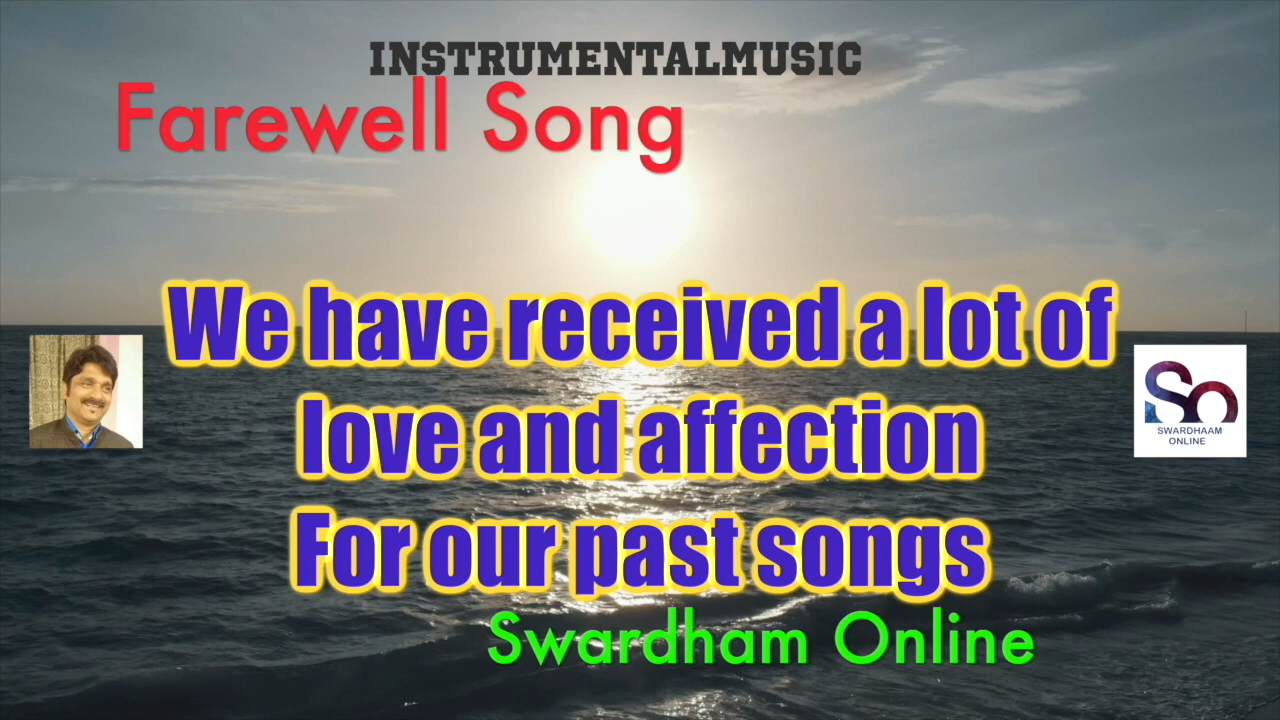 INSTRUMENTALMUSIC
Farewell Song
We have received a lot of
love and affection
For our past songs
Swardham Online
SWARDHAAM
ONLINE